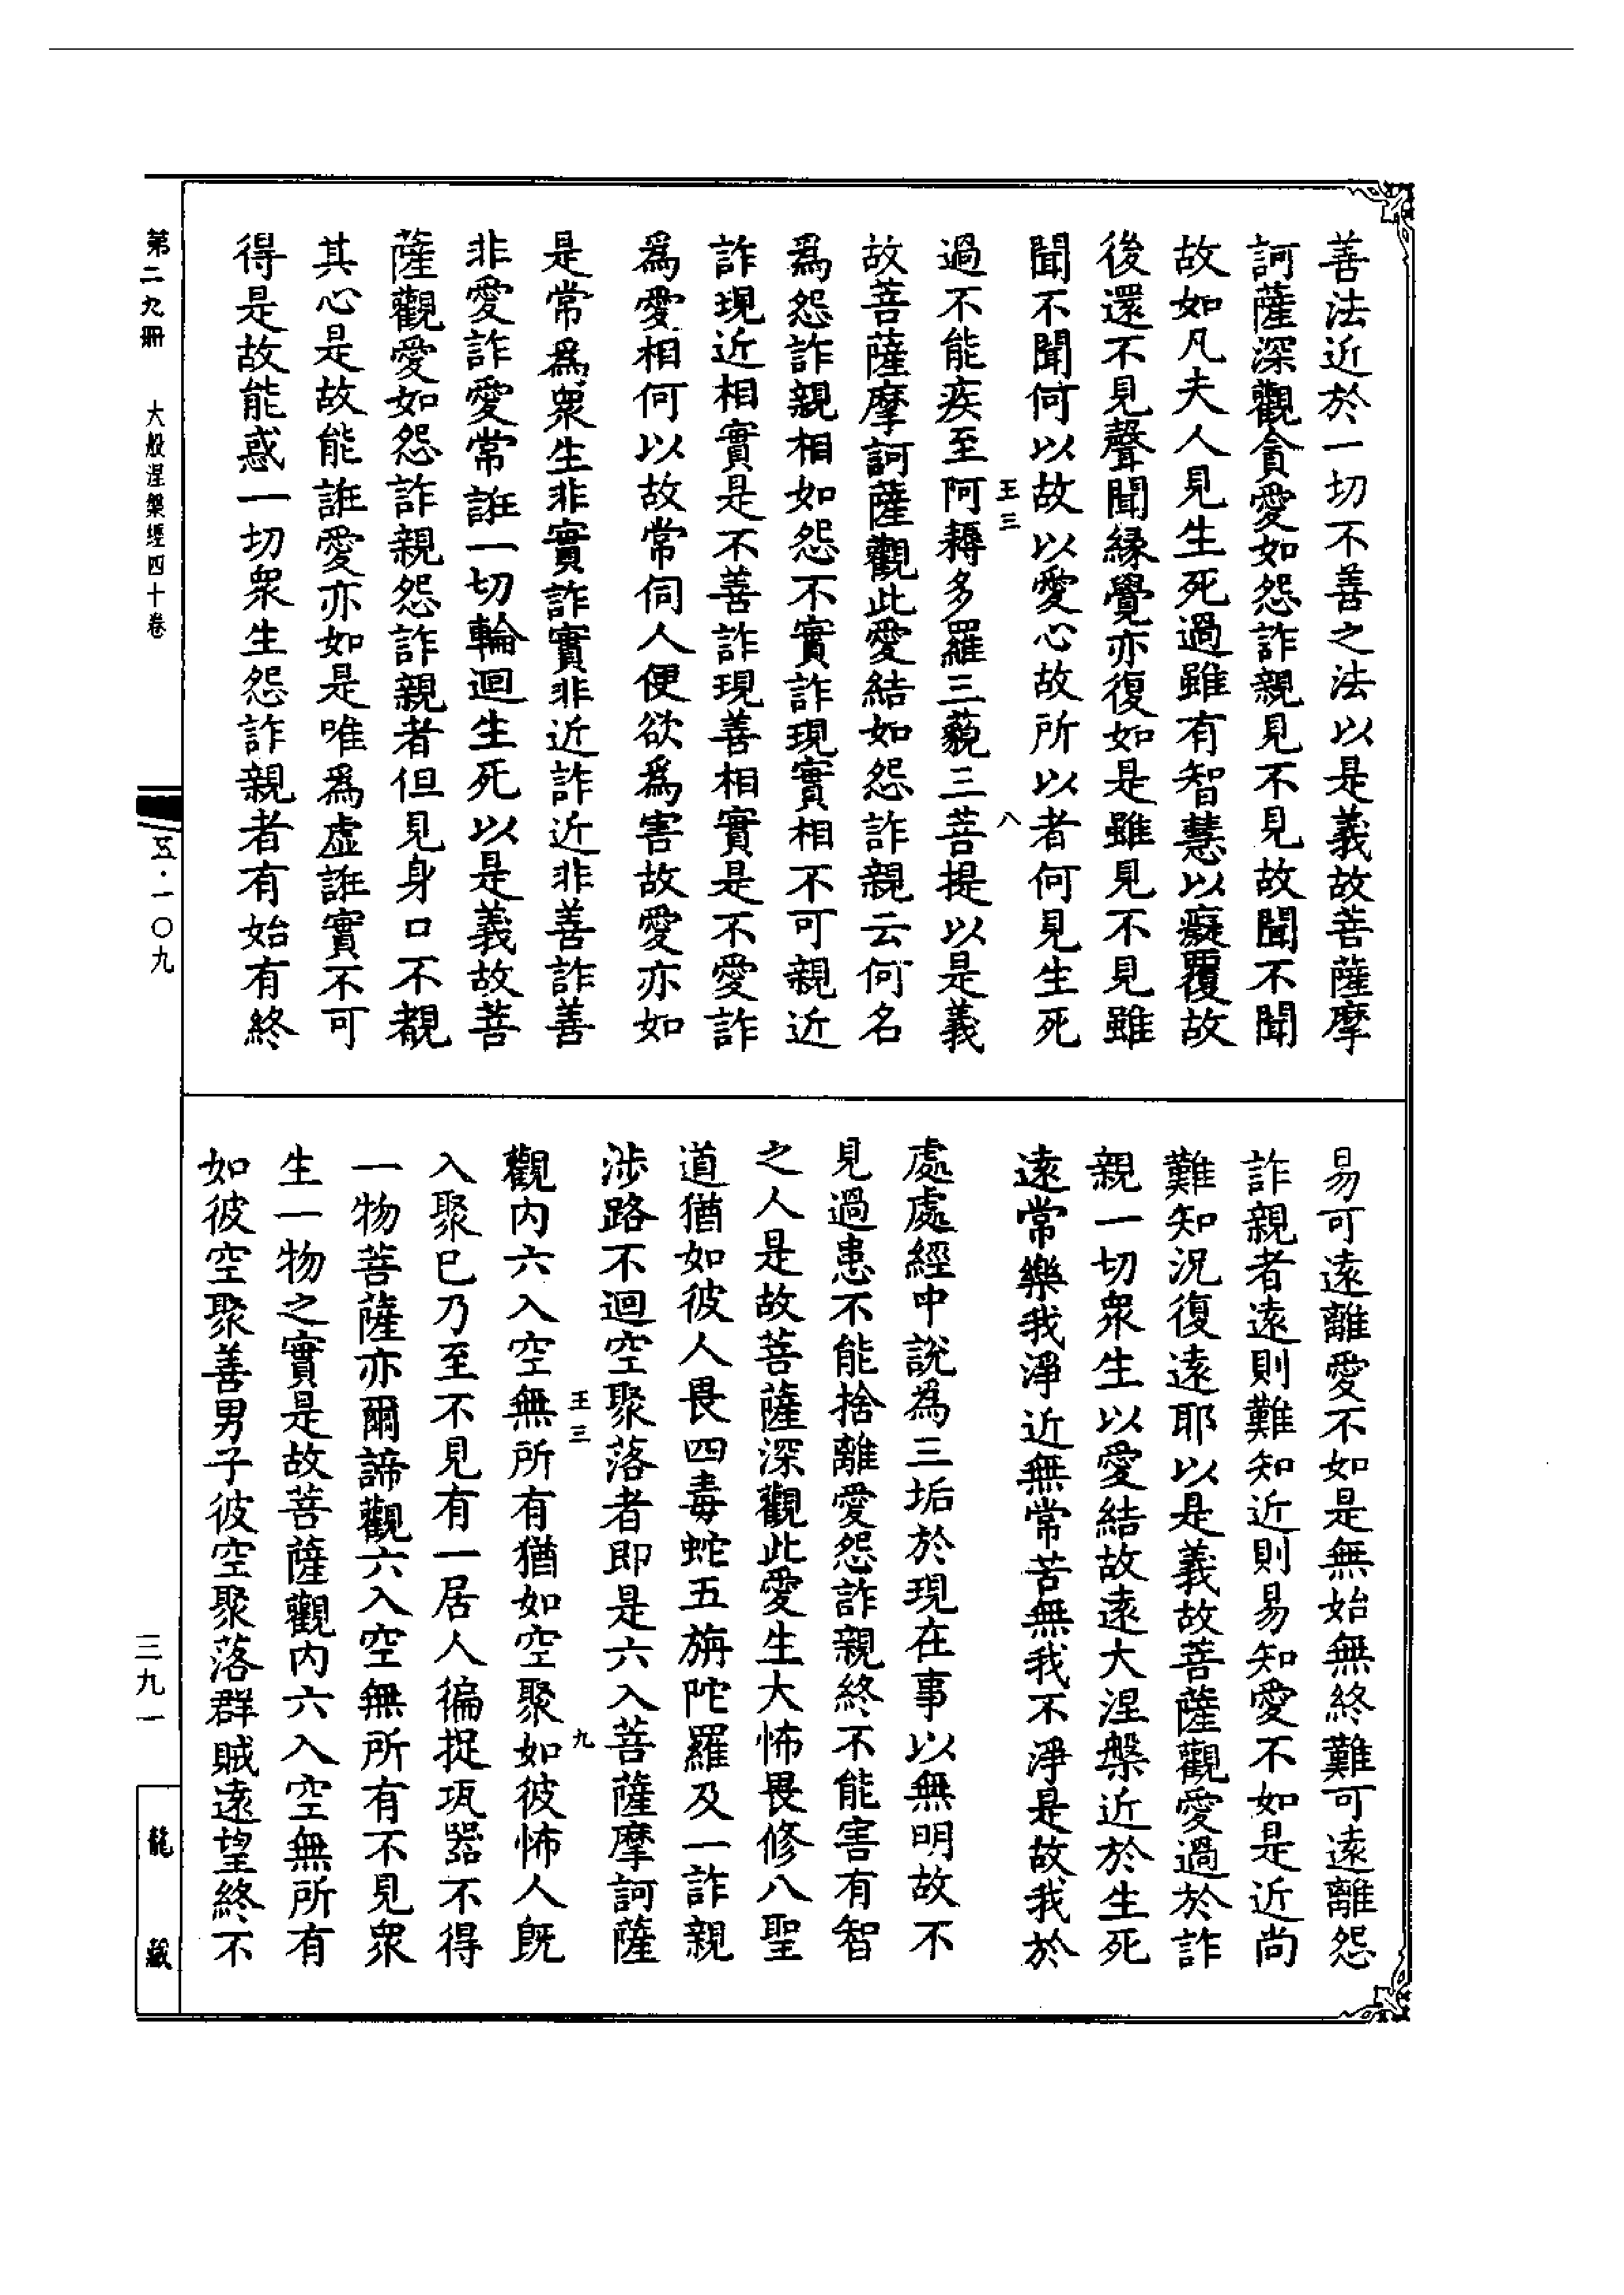 善法近於一切不善之法以是義故菩薩摩
訶薩深觀貪愛如怨詐親見不見故聞不聞
故如凡夫人見生死過雖有智慧以癡覆故
後還不見聲聞緣覺亦復如是雖見不見雖
聞不聞何以故以愛心故所以者何見生死
王三 八
過不能疾至阿耨多羅三藐三菩提以是義
故菩薩摩訶薩觀此愛結如怨詐親云何名
為怨詐親相如怨不實詐現實相不可親近
詐現近相實是不善詐現善相實是不愛詐
爲愛相何以故常伺人便欲爲害故愛亦如
是常爲衆生非實詐實非近詐近非善詐善
非愛詐愛常誑一切輪迴生死以是義故菩
薩觀愛如怨詐親怨詐親者但見身口不覩
其心是故能誑愛亦如是唯爲虛誑實不可
得是故能惑一切衆生怨詐親者有始有終
易可遠離愛不如是無始無終難可遠離怨
詐親者遠則難知近則易知愛不如是近尚
難知況復遠耶以是義故菩薩觀愛過於詐
親一切衆生以愛結故遠大涅槃近於生死
遠常樂我淨近無常苦無我不淨是故我於
處處經中說為三垢於現在事以無明故不
見過患不能捨離愛怨詐親終不能害有智
之人是故菩薩深觀此愛生大怖畏修八聖
道猶如彼人畏四毒蛇五旃陀羅及一詐親
涉路不迴空聚落者即是六入菩薩摩訶薩
王三 九
觀内六入空無所有猶如空聚如彼怖人既
入聚已乃至不見有一居人徧捉瓨器不得
一物菩薩亦爾諦觀六入空無所有不見衆
生一物之實是故菩薩觀内六入空無所有
如彼空聚善男子彼空聚落群賊遠望終不
第二九冊 大般涅槃經四十卷 五·一〇九 三九一 龍藏